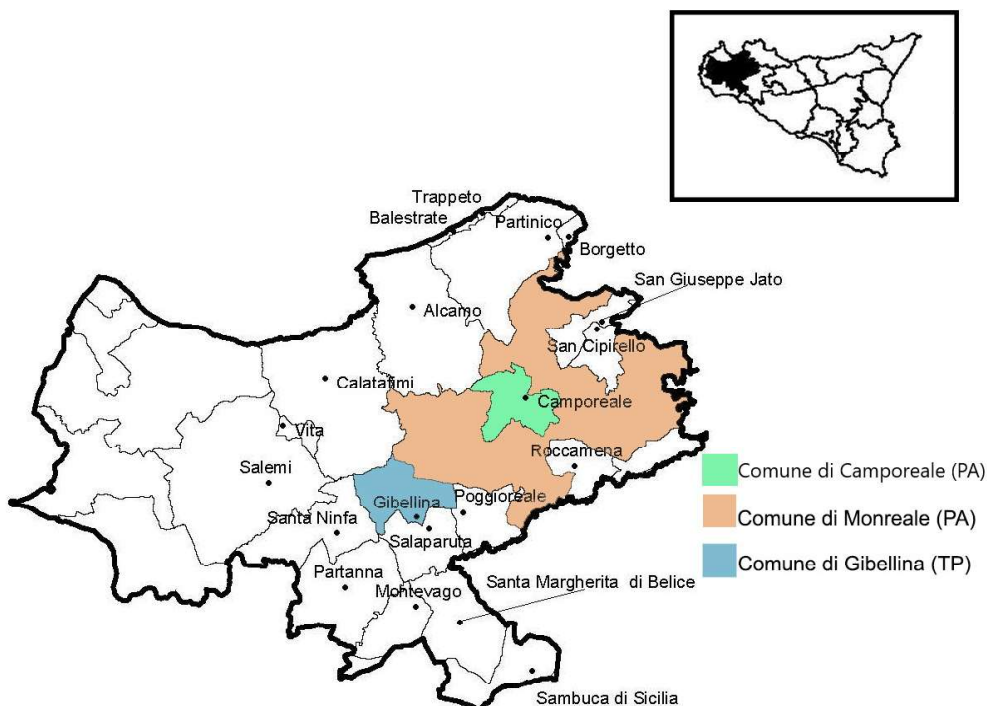 Trappeto
Balestrate
Partinico
Borgetto
San Giuseppe Jato
Alcamo
San Cipirello
Calatafimi
Camporeale
Vita
Roccamena
Salemi
Comune di Camporeale (PA)
Gibellina
Poggioreale
Santa Ninfa
Comune di Monreale (PA)
Salaparuta
Comune di Gibellina (TP)
Partanna
Montevago
Santa Margherita di Belice
Sambuca di Sicilia